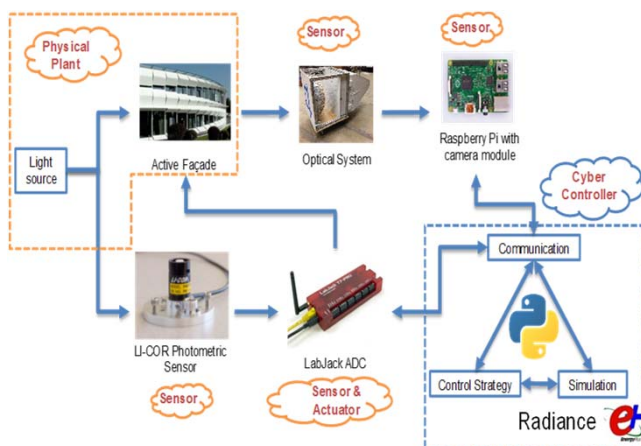 Physical
Plant
Sensor
Sensor
Light
source
Active Façade
Optical System
Raspberry Pi with
camera module
Cyber
Controller
Communication
LI-COR Photometric
Sensor
LabJack ADC
Control Strategy
Simulation
Sensor
Sensor &
Actuator
Radiance